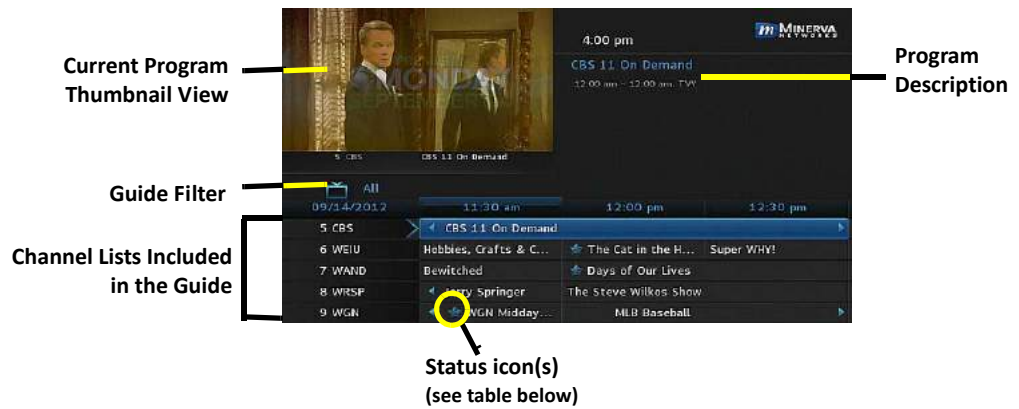 4:00 pm
m MINERVA
NETWORKS
Current Program
Thumbnail View
MONDAY
SEPTEMBER
CBS 11 On Demand
12:00 am - 12:00 am TVY
Program
Description
5 CBS
CBS 11 On Demand
Guide Filter
All
09/14/2012
11:30 am
12:00 pm
12:30 pm
Channel Lists Included
in the Guide
5 CBS
CBS 11 On Demand
6 WEIU
Hobbies, Crafts & C...
The Cat in the H...
Super WHY!
7 WAND
Bewitched
Days of Our Lives
8 WRSP
Jerry Springer
The Steve Wilkos Show
9 WGN
WGN Midday...
MLB Baseball
Status icon(s)
(see table below)